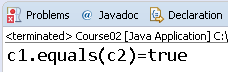 Problems @ Javadoc Declaration
<terminated> Course02 [Java Application] C:\
c1.equals(c2)=true